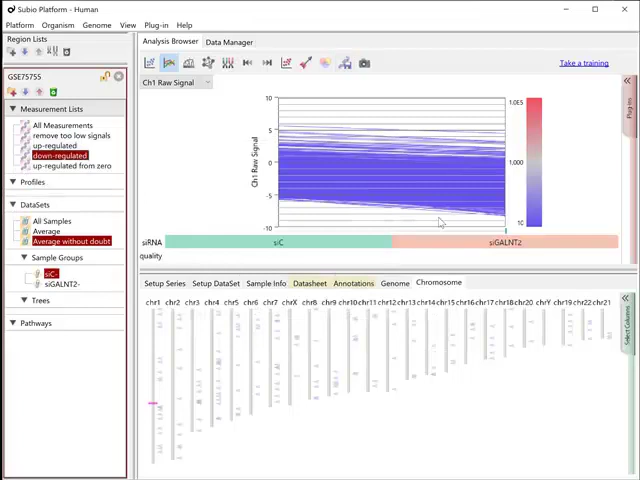 Subio Platform - Human
Platform Organism Genome View Plug-in Help
Region Lists
GSE75755
Measurement Lists
All Measurements
remove too low signals
up-regulated
down-regulated
up-regulated from zero
Profiles
DataSets
All Samples
Average
Average without doubt
Sample Groups
siC-
siGALNT2-
Trees
Pathways
Analysis Browser Data Manager
Take a training
Ch1 Raw Signal
Plug-ins
10
5
0
-5
-10
Ch1 Raw Signal
1.0E5
1,000
10
siRNA siC siGALNT2
quality
Setup Series Setup DataSet Sample Info Datasheet Annotations Genome Chromosome
Select Columns
chr1 chr2 chr3 chr4 chr5 chr6 chr7 chrX chr8 chr9 chr10 chr11 chr12 chr13 chr14 chr15 chr16 chr17 chr18 chr20 chrY chr19 chr22 chr21